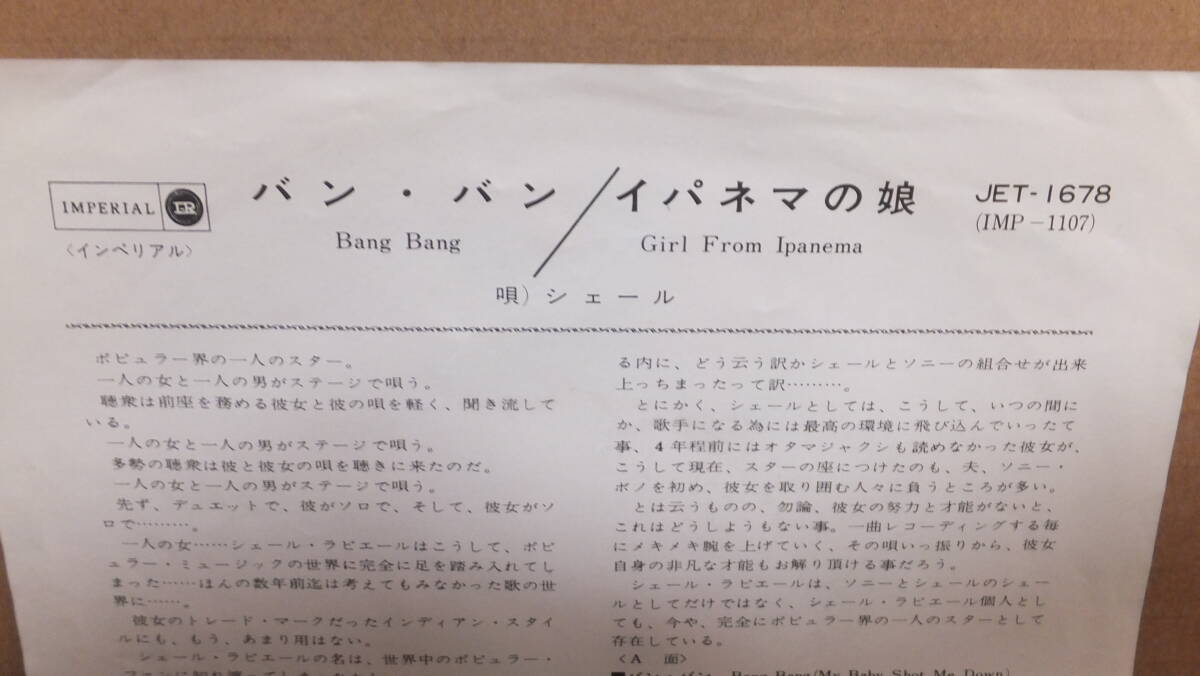 IMPERIAL
〈インペリアル〉
バン・バン／イパネマの娘
Bang Bang
Girl From Ipanema
JET-1678
(IMP－1107)
唄）シェール
ポピュラー界の一人のスター。
一人の女と一人の男がステージで唄う。
聴衆は前座を務める彼女と彼の唄を軽く、聞き流して
いる。
一人の女と一人の男がステージで唄う。
多勢の聴衆は彼と彼女の唄を聴きに来たのだ。
一人の女と一人の男がステージで唄う。
先ず、デュエットで、彼がソロで、そして、彼女がソ
ロで………。
一人の女……シェール・ラピエールはこうして、ポピ
ュラー・ミュージックの世界に完全に足を踏み入れてし
まった……ほんの数年前迄は考えてもみなかった歌の世
界に……。
彼女のトレード・マークだったインディアン・スタイ
ルにも、もう、あまり用はない。
シェール・ラピエールの名は、世界中のポピュラー・
る内に、どう云う訳かシェールとソニーの組合せが出来
上っちまったって訳………。
とにかく、シェールとしては、こうして、いつの間に
か、歌手になる為には最高の環境に飛び込んでいったて
事、4年程前にはオタマジャクシも読めなかった彼女が、
こうして現在、スターの座につけたのも、夫、ソニー・
ボノを初め、彼女を取り囲む人々に負うところが多い。
とは云うものの、勿論、彼女の努力と才能がないと、
これはどうしようもない事。一曲レコーディングする毎
にメキメキ腕を上げていく、その唄いっ振りから、彼女
自身の非凡な才能もお解り頂ける事だろう。
シェール・ラピエールは、ソニーとシェールのシェー
ルとしてだけではなく、シェール・ラピエール個人とし
ても、今や、完全にポピュラー界の一人のスターとして
存在している。
〈A 面〉
■バン・バン Bang Bang(My Baby Shot Me Down)